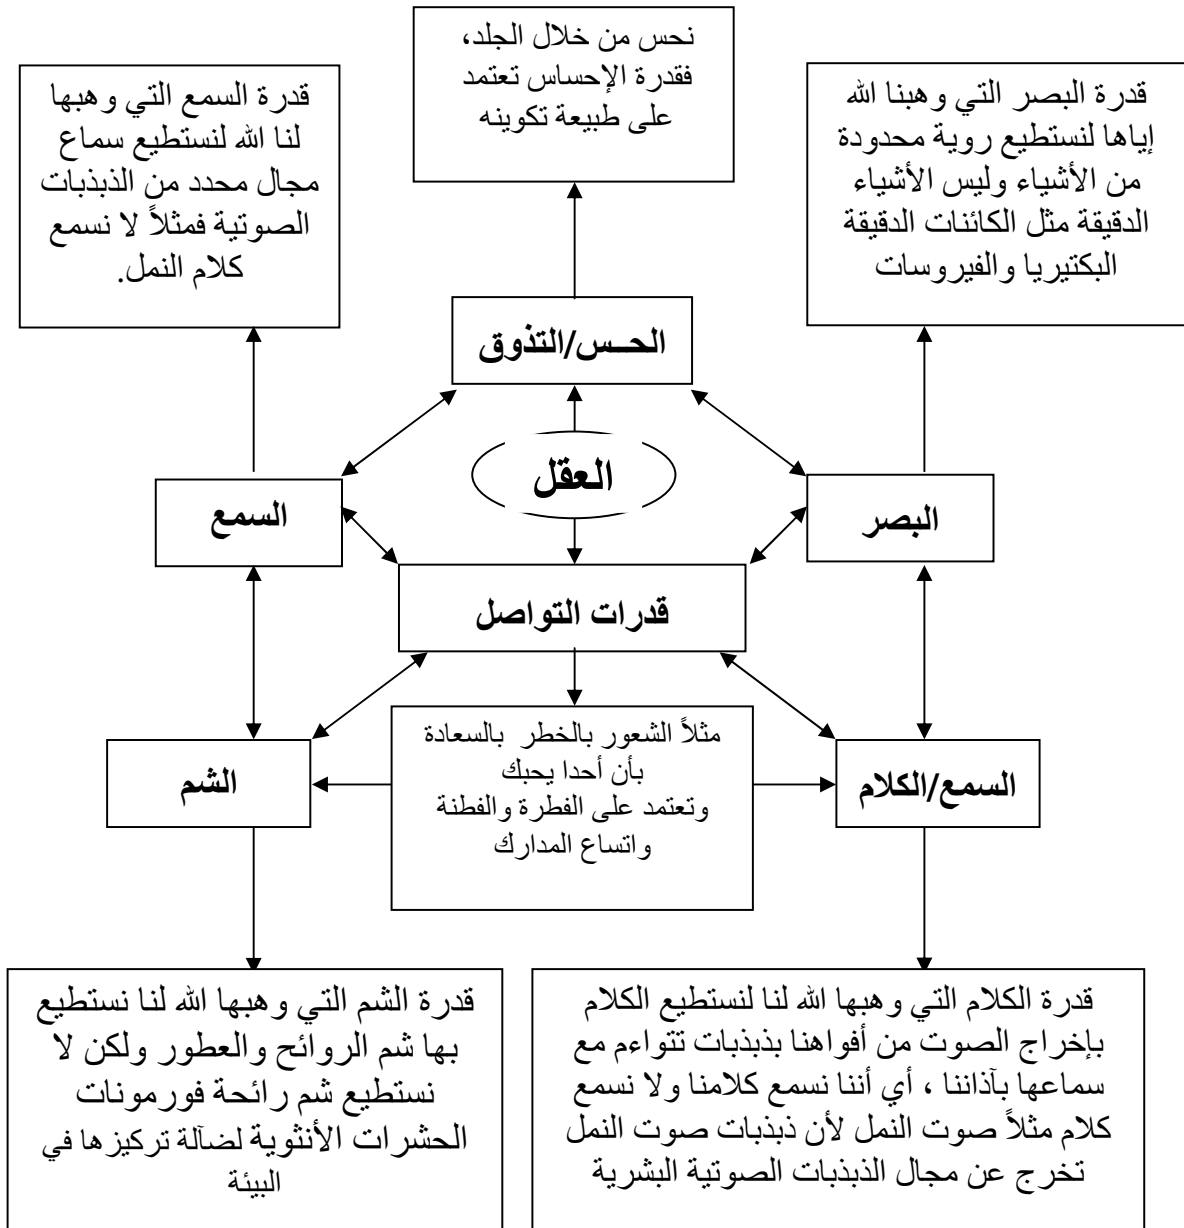 نحس من خلال الجلد،
فقدرة الإحساس تعتمد
على طبيعة تكوينه
قدرة البصر التي وهبنا الله
إياها لنستطيع روية محدودة
من الأشياء وليس الأشياء
الدقيقة مثل الكائنات الدقيقة
البكتيريا والفيروسات
قدرة السمع التي وهبها
لنا الله لنستطيع سماع
مجال محدد من الذبذبات
الصوتية فمثلاً لا نسمع
كلام النمل.
الحــس/التذوق
العقل
البصر
السمع
قدرات التواصل
مثلاً الشعور بالخطر بالسعادة
بأن أحدا يحبك
وتعتمد على الفطرة والفطنة
واتساع المدارك
السمع/الكلام
الشم
قدرة الكلام التي وهبها الله لنا لنستطيع الكلام
بإخراج الصوت من أفواهنا بذبذبات تتواءم مع
سماعها بآذاننا ، أي أننا نسمع كلامنا ولا نسمع
كلام مثلاً صوت النمل لأن ذبذبات صوت النمل
تخرج عن مجال الذبذبات الصوتية البشرية
قدرة الشم التي وهبها الله لنا نستطيع
بها شم الروائح والعطور ولكن لا
نستطيع شم رائحة فورمونات
الحشرات الأنثوية لضآلة تركيزها في
البيئة